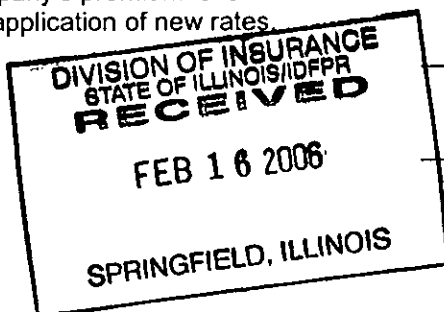 application of new rates.
DIVISION OF INSURANCE
STATE OF ILLINOIS/IDFPR
RECEIVED
FEB 16 2006
SPRINGFIELD, ILLINOIS